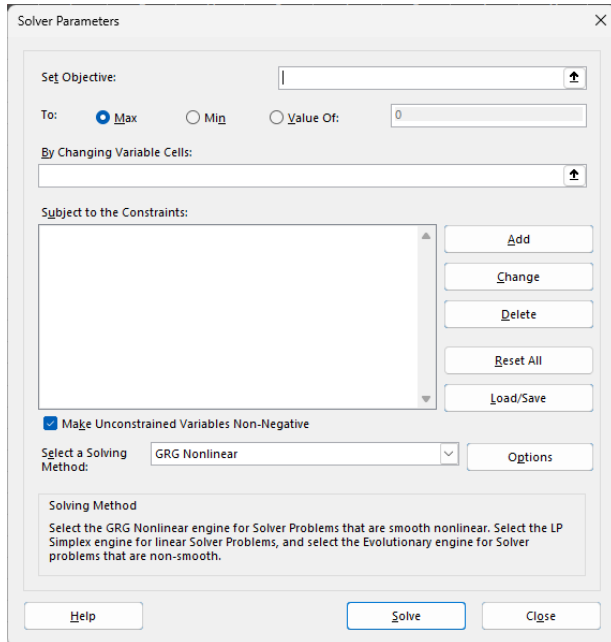 Solver Parameters
Set Objective:
To:
Max
Min
Value Of:
0
By Changing Variable Cells:
Subject to the Constraints:
Add
Change
Delete
Reset All
Load/Save
Make Unconstrained Variables Non-Negative
Select a Solving
Method:
GRG Nonlinear
Options
Solving Method
Select the GRG Nonlinear engine for Solver Problems that are smooth nonlinear. Select the LP
Simplex engine for linear Solver Problems, and select the Evolutionary engine for Solver
problems that are non-smooth.
Help
Solve
Close